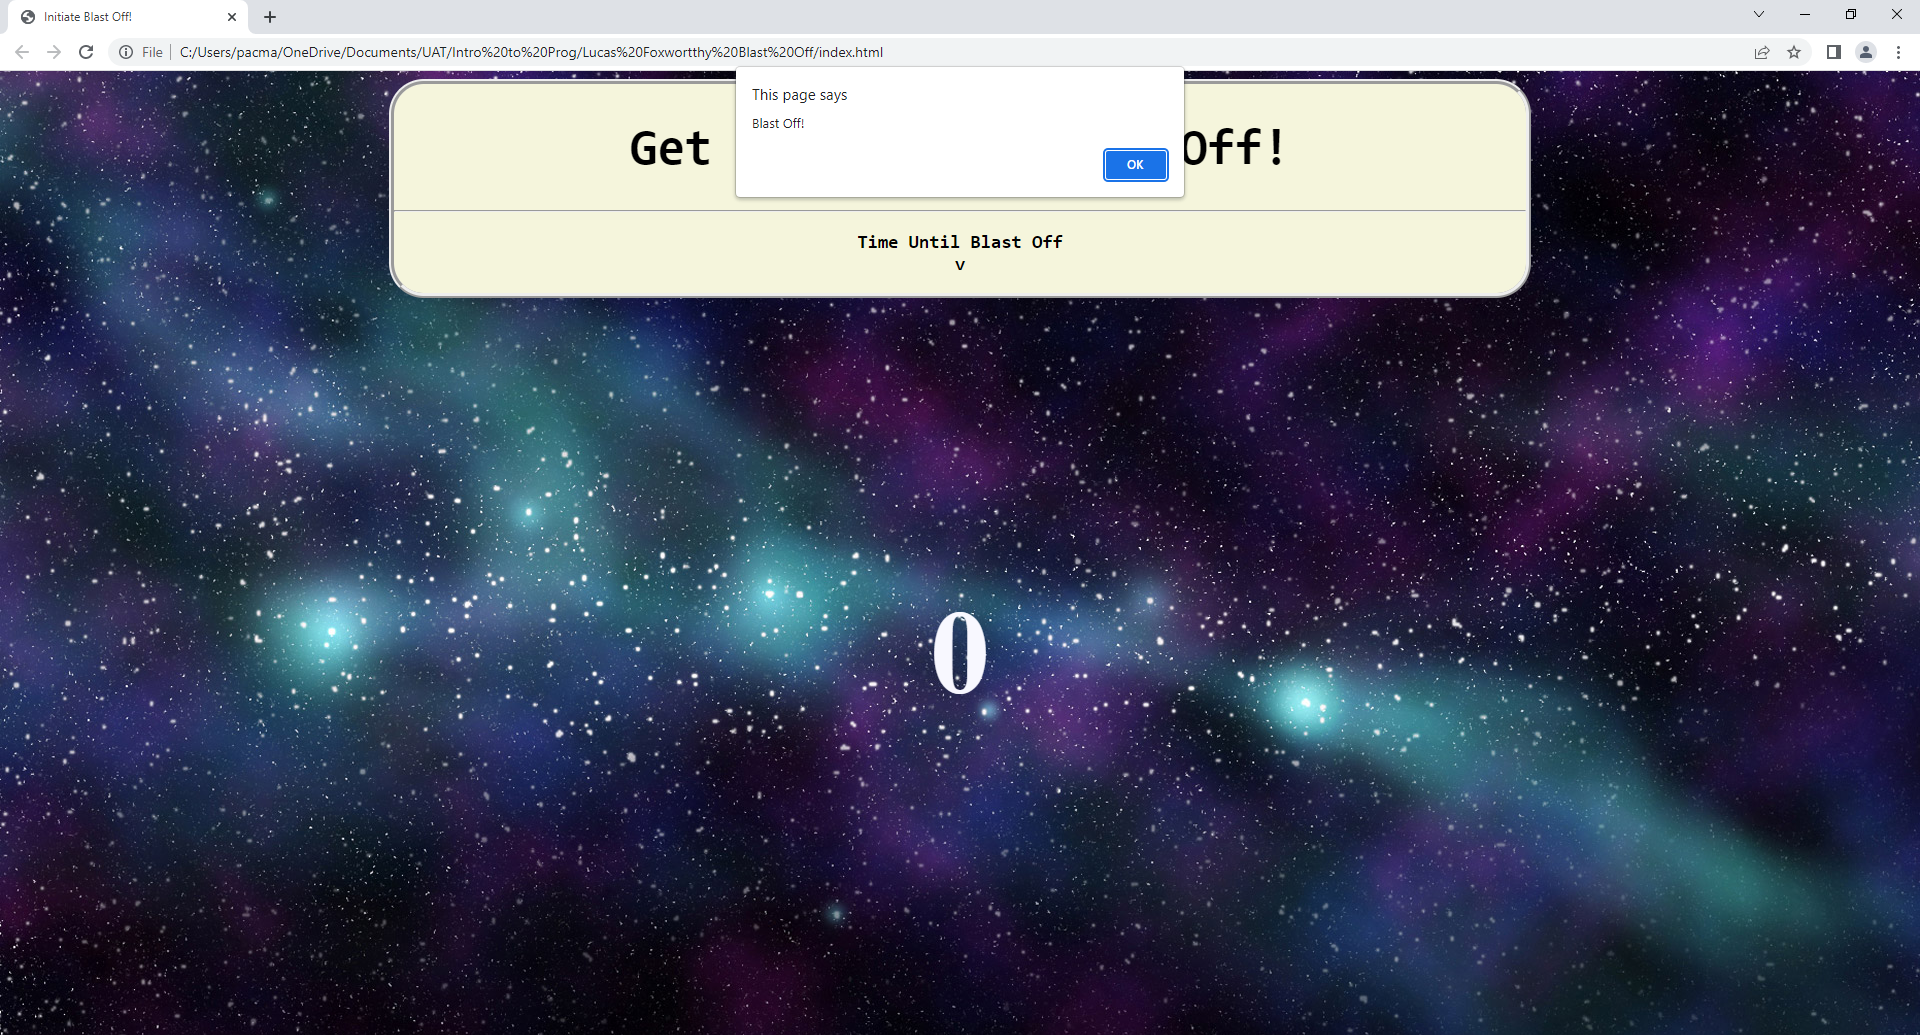 Initiate Blast Off!
File | C:/Users/pacma/OneDrive/Documents/UAT/Intro%20to%20Prog/Lucas%20Foxwortthy%20Blast%20Off/index.html
This page says
Blast Off!
OK
Get Off!
Time Until Blast Off
v
0